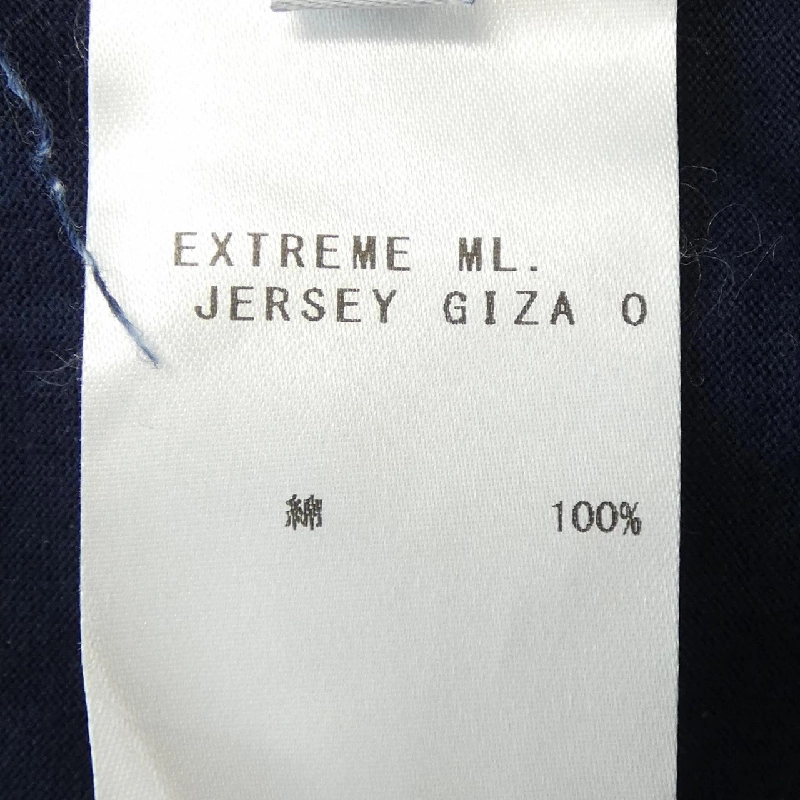 EXTREME ML.
JERSEY GIZA O
綿 100%